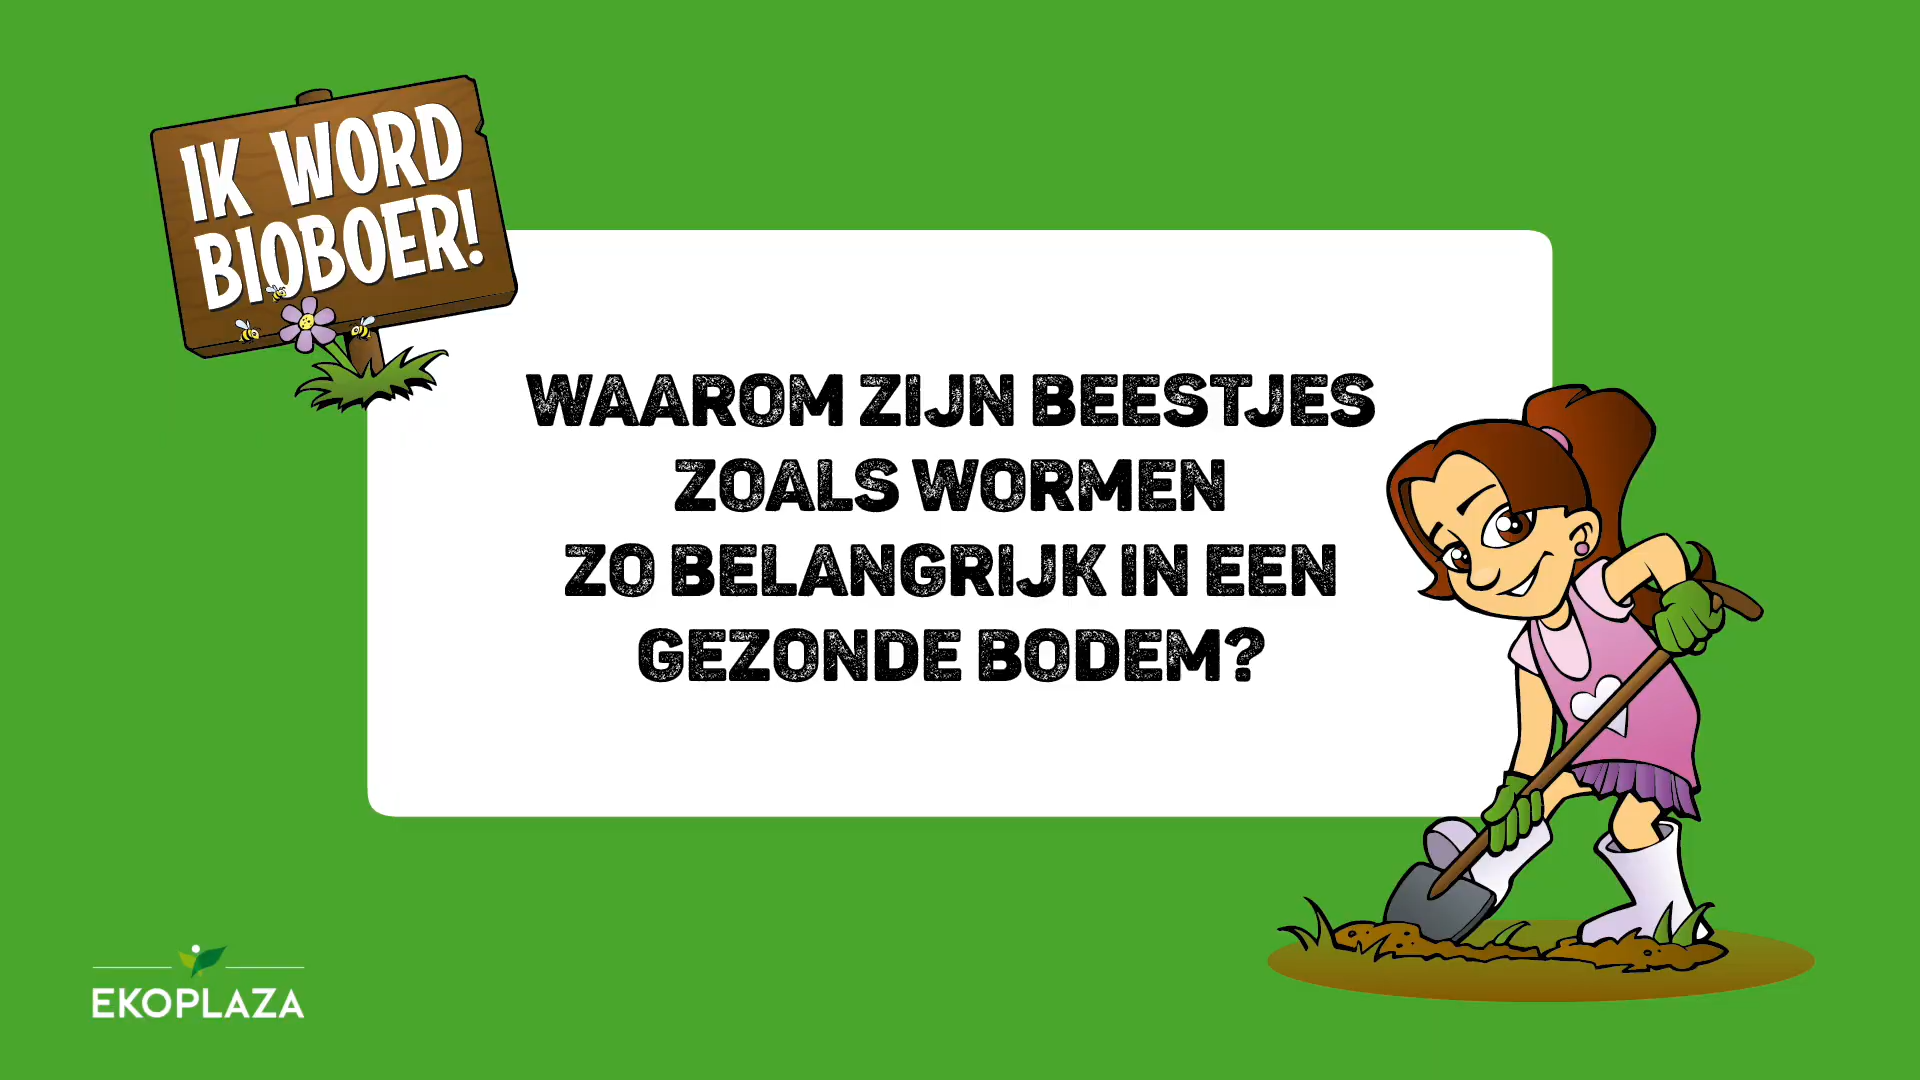 IK WORD
BIOBOER!
WAAROM ZIJN BEESTJES
ZOALS WORMEN
ZO BELANGRIJK IN EEN
GEZONDE BODEM?
EKOPLAZA